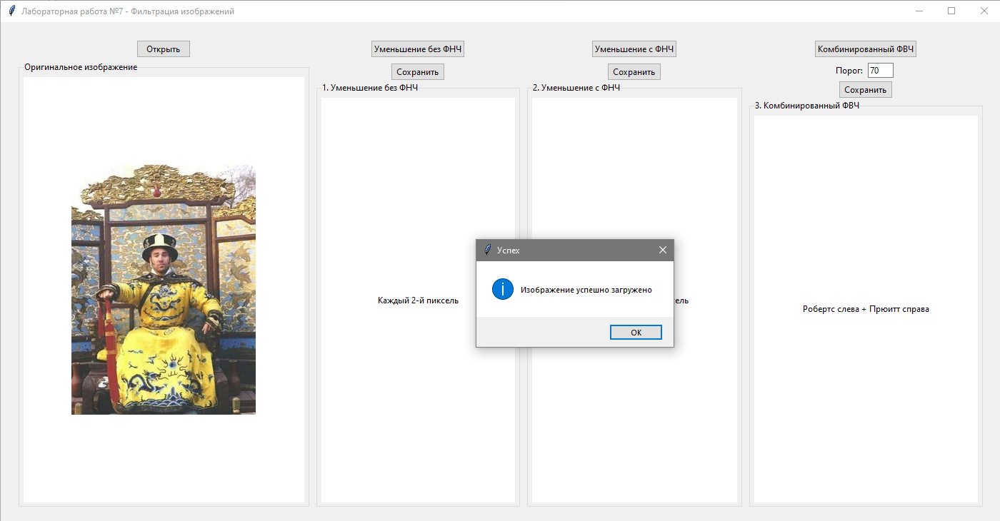 Лабораторная работа №7 - Фильтрация изображений
Открыть
Уменьшение без ФНЧ
Уменьшение с ФНЧ
Комбинированный ФВЧ
Сохранить
Сохранить
Порог: 70
Сохранить
Оригинальное изображение
1. Уменьшение без ФНЧ
2. Уменьшение с ФНЧ
3. Комбинированный ФВЧ
Успех
Изображение успешно загружено
OK
Каждый 2-й пиксель
Робертс слева + Прюитт справа